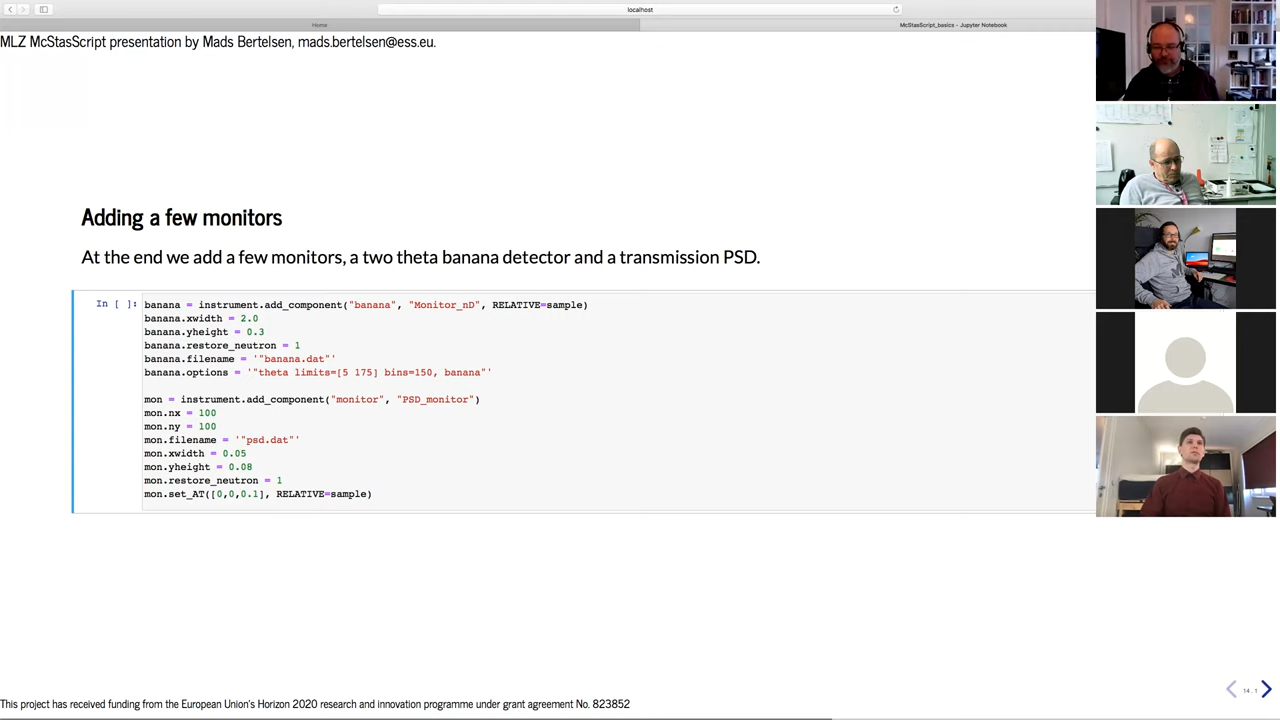 localhost
Home
McStasScript_basics - Jupyter Notebook
MLZ McStasScript presentation by Mads Bertelsen, mads.bertelsen@ess.eu.
Adding a few monitors
At the end we add a few monitors, a two theta banana detector and a transmission PSD.
In [ ]:
banana = instrument.add_component("banana", "Monitor_nD", RELATIVE=sample)
banana.xwidth = 2.0
banana.yheight = 0.3
banana.restore_neutron = 1
banana.filename = '"banana.dat"'
banana.options = '"theta limits=[5 175] bins=150, banana"'
mon = instrument.add_component("monitor", "PSD_monitor")
mon.nx = 100
mon.ny = 100
mon.filename = '"psd.dat"'
mon.xwidth = 0.05
mon.yheight = 0.08
mon.restore_neutron = 1
mon.set_AT([0,0,0.1], RELATIVE=sample)
14.1
This project has received funding from the European Union's Horizon 2020 research and innovation programme under grant agreement No. 823852